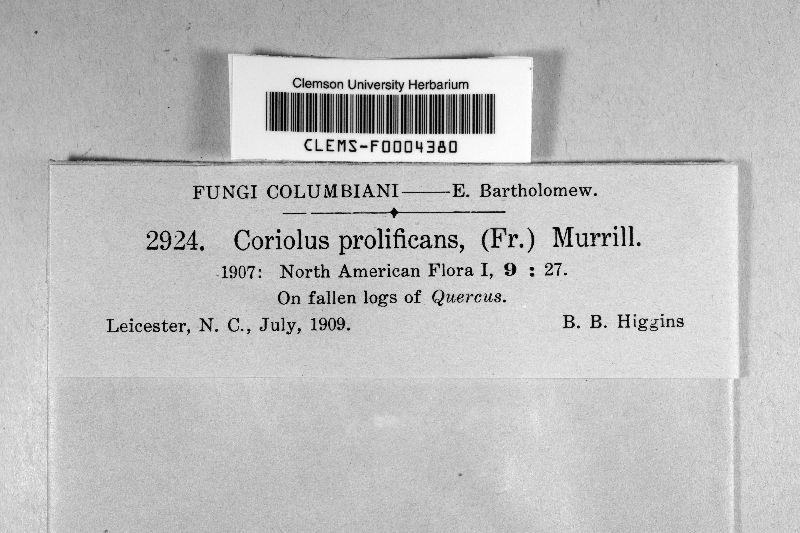 Clemson University Herbarium
CLEMS-F0004380
FUNGI COLUMBIANI——E. Bartholomew.
2924. Coriolus prolificans, (Fr.) Murrill.
1907: North American Flora I, 9 : 27.
On fallen logs of Quercus.
Leicester, N. C., July, 1909. B. B. Higgins